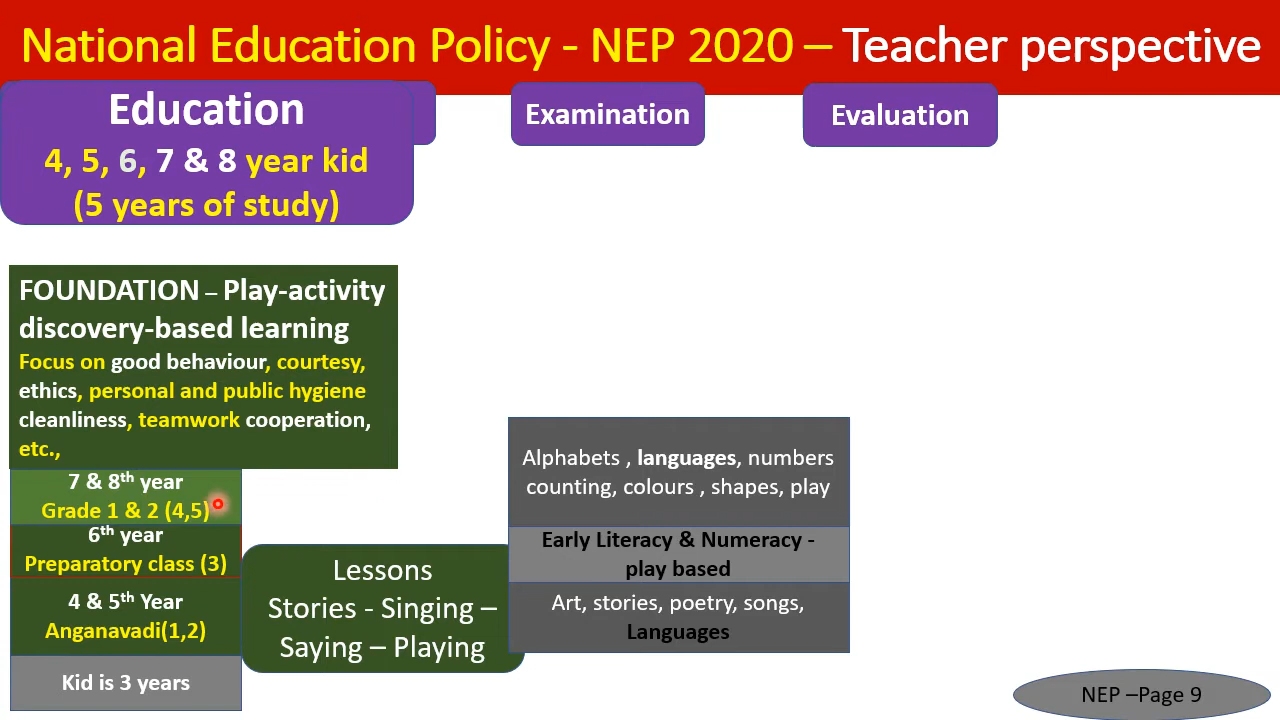 National Education Policy - NEP 2020 – Teacher perspective
Education
4, 5, 6, 7 & 8 year kid
(5 years of study)
Examination
Evaluation
FOUNDATION – Play-activity
discovery-based learning
Focus on good behaviour, courtesy,
ethics, personal and public hygiene
cleanliness, teamwork cooperation,
etc.,
7 & 8th year
Grade 1 & 2 (4,5)
6th year
Preparatory class (3)
4 & 5th Year
Anganavadi(1,2)
Kid is 3 years
Lessons
Stories - Singing –
Saying – Playing
Alphabets , languages, numbers
counting, colours , shapes, play
Early Literacy & Numeracy -
play based
Art, stories, poetry, songs,
Languages
NEP –Page 9